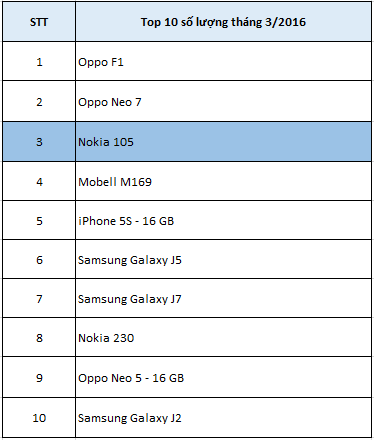 STT Top 10 số lượng tháng 3/2016
1 Oppo F1
2 Oppo Neo 7
3 Nokia 105
4 Mobell M169
5 iPhone 5S - 16 GB
6 Samsung Galaxy J5
7 Samsung Galaxy J7
8 Nokia 230
9 Oppo Neo 5 - 16 GB
10 Samsung Galaxy J2